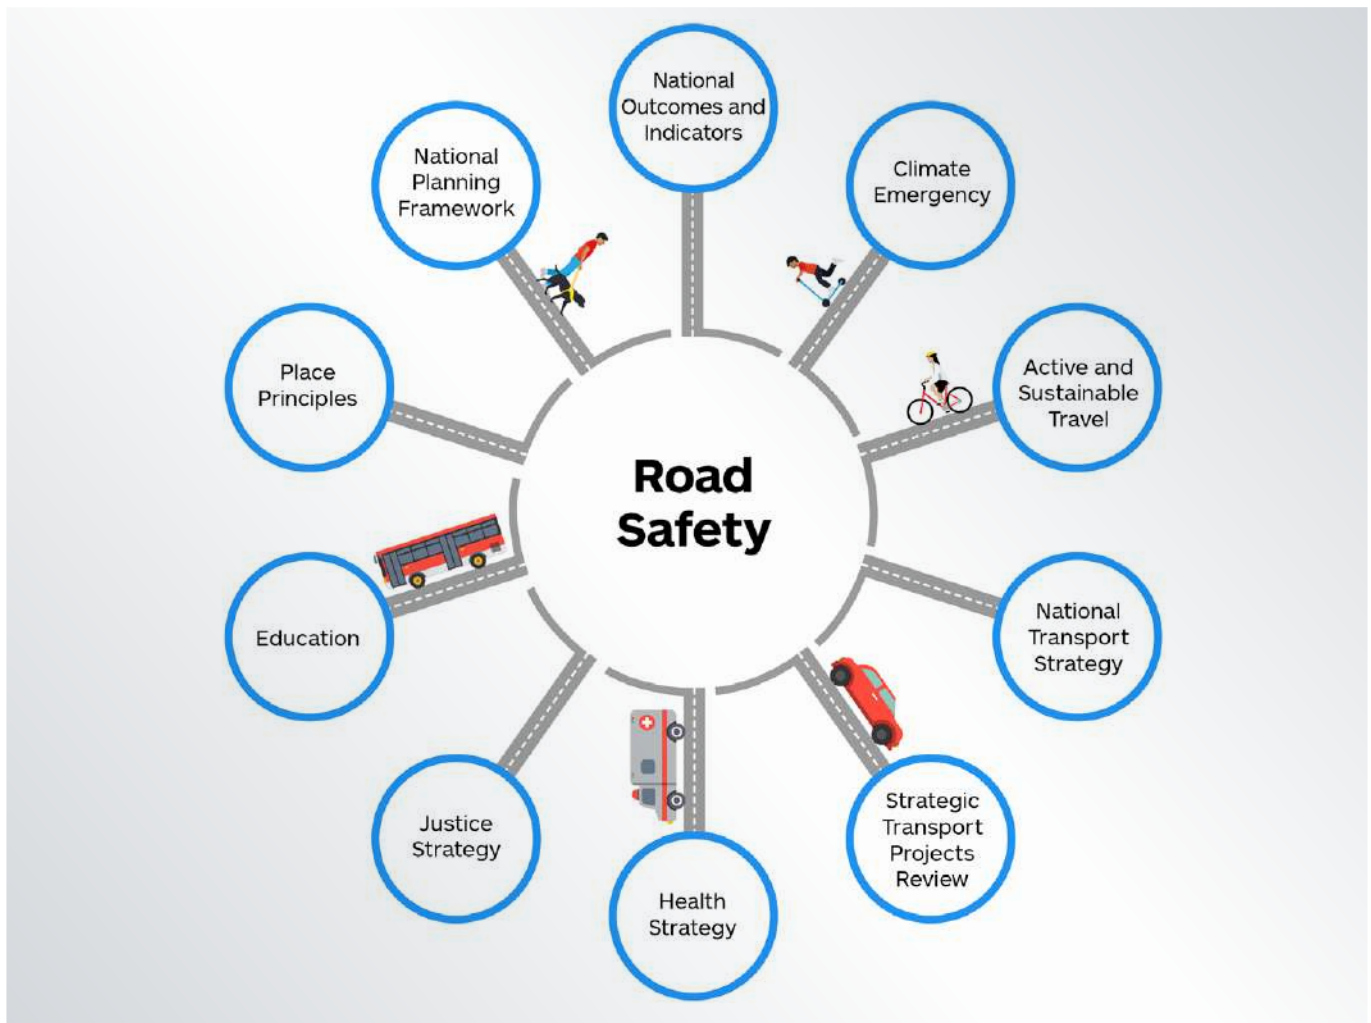 National
Outcomes and
Indicators
Climate
Emergency
Active and
Sustainable
Travel
National
Transport
Strategy
Strategic
Transport
Projects
Review
Health
Strategy
Justice
Strategy
Education
Place
Principles
National
Planning
Framework
Road
Safety